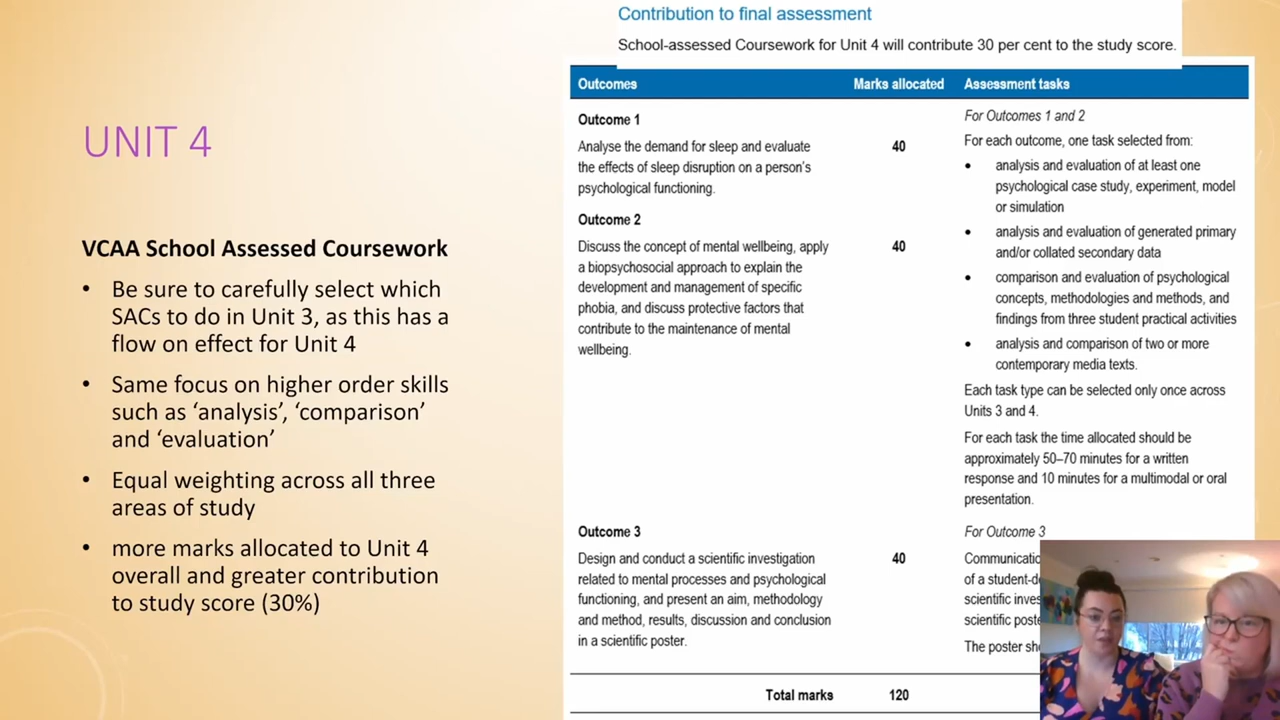 Contribution to final assessment
School-assessed Coursework for Unit 4 will contribute 30 per cent to the study score.
UNIT 4
VCAA School Assessed Coursework
• Be sure to carefully select which
SACs to do in Unit 3, as this has a
flow on effect for Unit 4
• Same focus on higher order skills
such as ‘analysis’, ‘comparison’
and ‘evaluation’
• Equal weighting across all three
areas of study
• more marks allocated to Unit 4
overall and greater contribution
to study score (30%)
Outcomes Marks allocated Assessment tasks
Outcome 1
Analyse the demand for sleep and evaluate
the effects of sleep disruption on a person’s
psychological functioning.
40
Outcome 2
Discuss the concept of mental wellbeing, apply
a biopsychosocial approach to explain the
development and management of specific
phobia, and discuss protective factors that
contribute to the maintenance of mental
wellbeing.
40
For Outcomes 1 and 2
For each outcome, one task selected from:
• analysis and evaluation of at least one
psychological case study, experiment, model
or simulation
• analysis and evaluation of generated primary
and/or collated secondary data
• comparison and evaluation of psychological
concepts, methodologies and methods, and
findings from three student practical activities
• analysis and comparison of two or more
contemporary media texts.
Each task type can be selected only once across
Units 3 and 4.
For each task the time allocated should be
approximately 50–70 minutes for a written
response and 10 minutes for a multimodal or oral
presentation.
Outcome 3
Design and conduct a scientific investigation
related to mental processes and psychological
functioning, and present an aim, methodology
and method, results, discussion and conclusion
in a scientific poster.
40
For Outcome 3
of a
scientific
scientific
The poster
Total marks 120